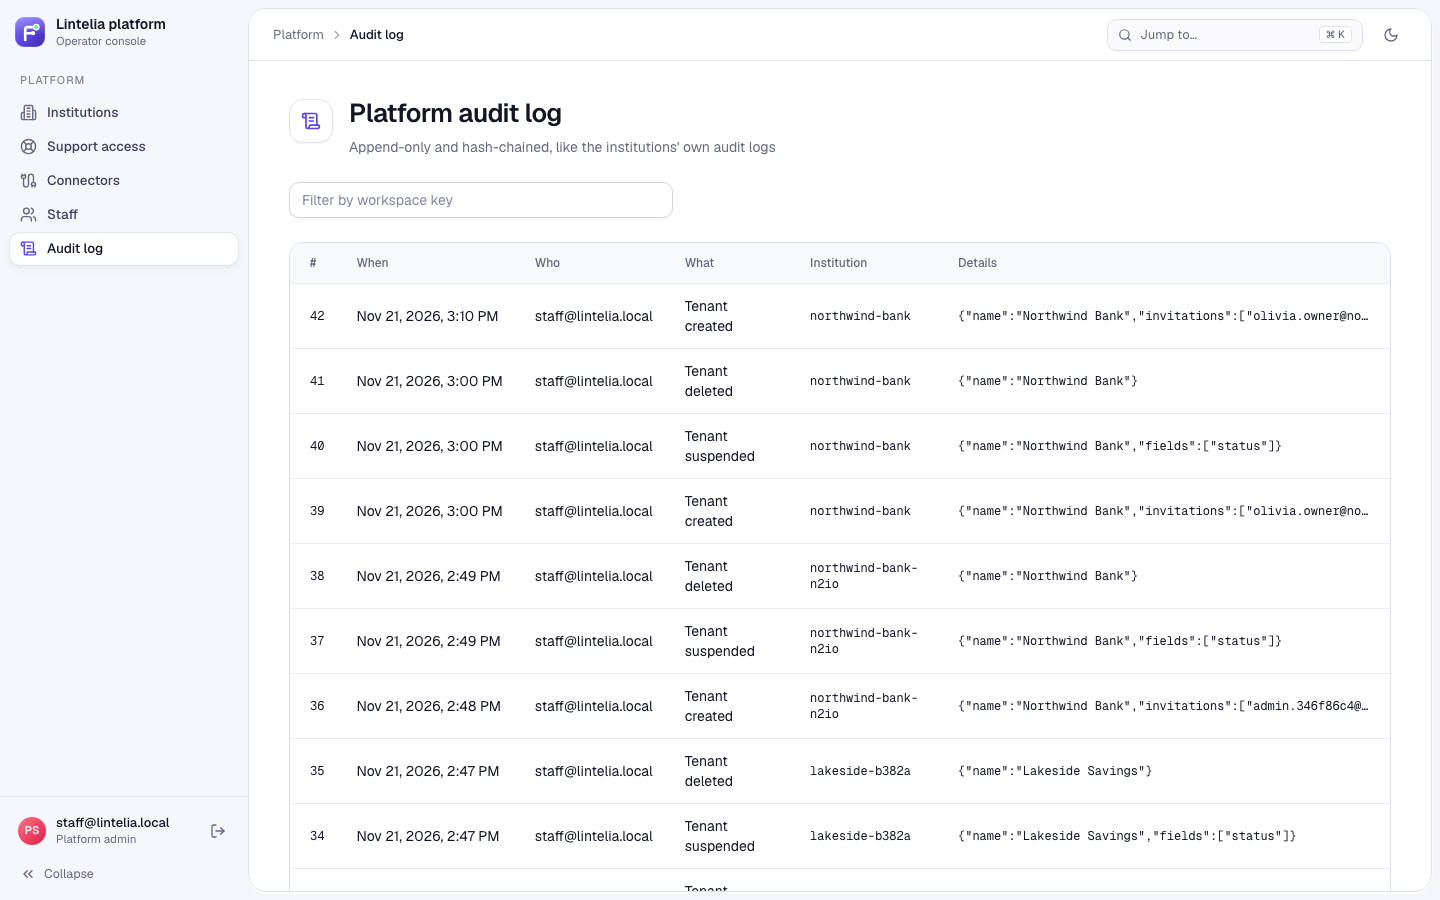 Lintelia platform
Operator console
PLATFORM
Institutions
Support access
Connectors
Staff
Audit log
staff@lintelia.local
PS
Platform admin
Collapse
Platform > Audit log
Jump to…
⌘ K
Platform audit log
Append-only and hash-chained, like the institutions' own audit logs
Filter by workspace key
# When Who What Institution Details
42 Nov 21, 2026, 3:10 PM staff@lintelia.local Tenant created northwind-bank {"name":"Northwind Bank","invitations":["olivia.owner@no…
41 Nov 21, 2026, 3:00 PM staff@lintelia.local Tenant deleted northwind-bank {"name":"Northwind Bank"}
40 Nov 21, 2026, 3:00 PM staff@lintelia.local Tenant suspended northwind-bank {"name":"Northwind Bank","fields":["status"]}
39 Nov 21, 2026, 3:00 PM staff@lintelia.local Tenant created northwind-bank {"name":"Northwind Bank","invitations":["olivia.owner@no…
38 Nov 21, 2026, 2:49 PM staff@lintelia.local Tenant deleted northwind-bank-n2io {"name":"Northwind Bank"}
37 Nov 21, 2026, 2:49 PM staff@lintelia.local Tenant suspended northwind-bank-n2io {"name":"Northwind Bank","fields":["status"]}
36 Nov 21, 2026, 2:48 PM staff@lintelia.local Tenant created northwind-bank-n2io {"name":"Northwind Bank","invitations":["admin.346f86c4@…
35 Nov 21, 2026, 2:47 PM staff@lintelia.local Tenant deleted lakeside-b382a {"name":"Lakeside Savings"}
34 Nov 21, 2026, 2:47 PM staff@lintelia.local Tenant suspended lakeside-b382a {"name":"Lakeside Savings","fields":["status"]}
Tenant